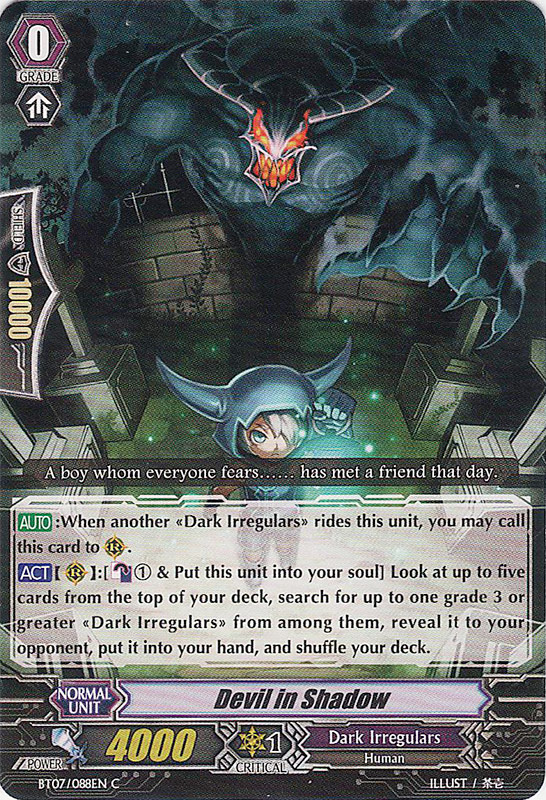 0
GRADE
SHIELD
10000
A boy whom everyone fears...... has met a friend that day.
AUTO :When another «Dark Irregulars» rides this unit, you may call
this card to R.
ACT [R]:[① & Put this unit into your soul] Look at up to five
cards from the top of your deck, search for up to one grade 3 or
greater «Dark Irregulars» from among them, reveal it to your
opponent, put it into your hand, and shuffle your deck.
NORMAL
UNIT
Devil in Shadow
POWER
4000
1
CRITICAL
Dark Irregulars
Human
BT07/088EN C
ILLUST / 茶壱